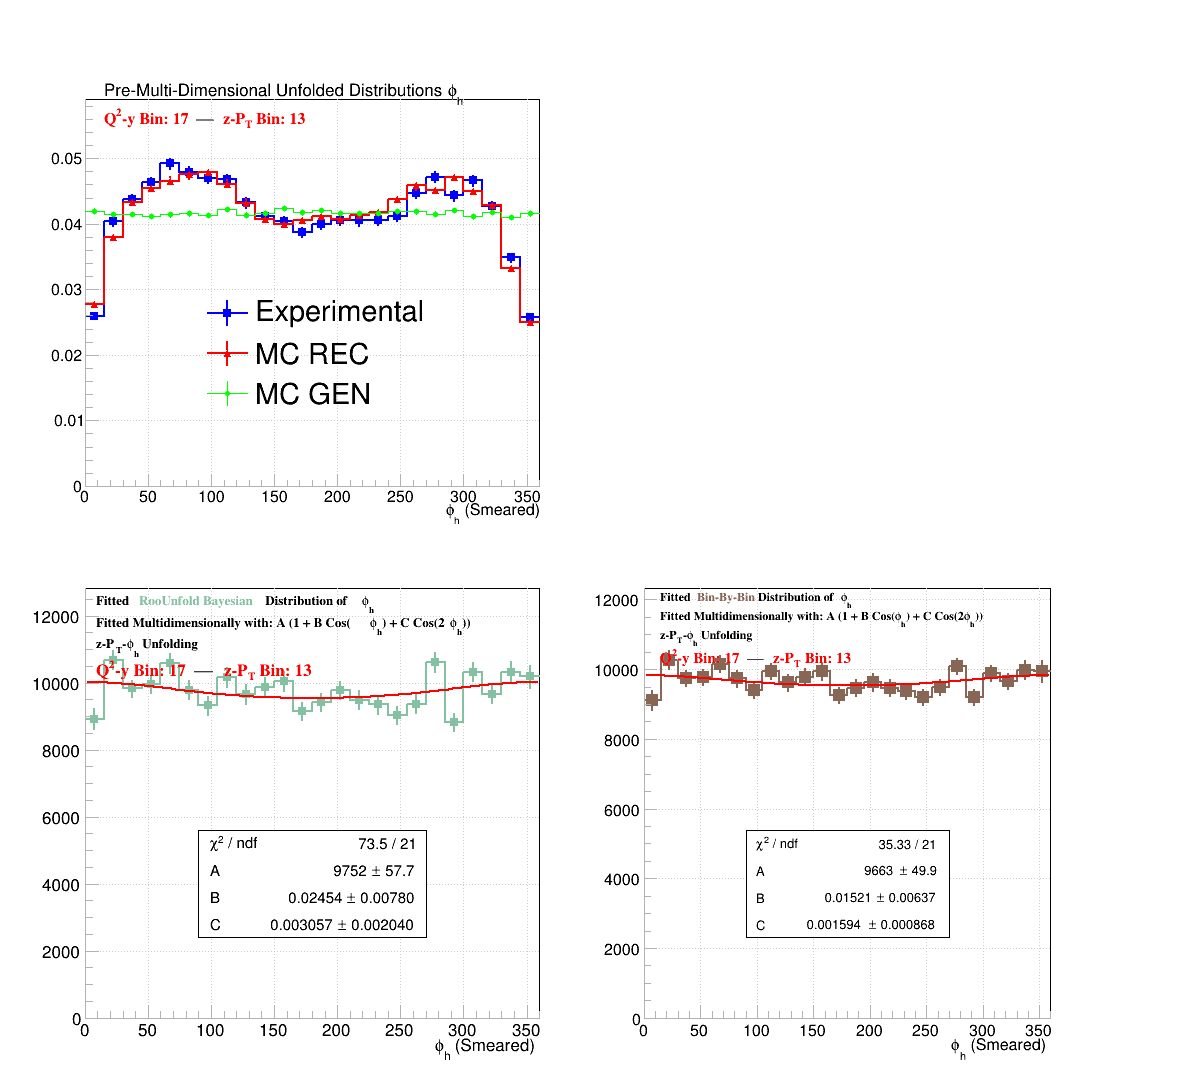 Pre-Multi-Dimensional Unfolded Distributions ϕh
Q²-y Bin: 17 — z-PT Bin: 13
0.05
0.04
0.03
0.02
0.01
0
Experimental
MC REC
MC GEN
0 50 100 150 200 250 300 350
ϕh (Smeared)
Fitted RooUnfold Bayesian Distribution of ϕh
Fitted Multidimensionally with: A (1 + B Cos( ϕh) + C Cos(2 ϕh))
z-PT-ϕh Unfolding
Q²-y Bin: 17 — z-PT Bin: 13
12000
10000
8000
6000
4000
2000
0
χ² / ndf 73.5 / 21
A 9752 ± 57.7
B 0.02454 ± 0.00780
C 0.003057 ± 0.002040
0 50 100 150 200 250 300 350
ϕh (Smeared)
Fitted Bin-By-Bin Distribution of ϕh
Fitted Multidimensionally with: A (1 + B Cos(ϕh) + C Cos(2ϕh))
z-PT-ϕh Unfolding
Q²-y Bin: 17 — z-PT Bin: 13
12000
10000
8000
6000
4000
2000
0
χ² / ndf 35.33 / 21
A 9663 ± 49.9
B 0.01521 ± 0.00637
C 0.001594 ± 0.000868
0 50 100 150 200 250 300 350
ϕh (Smeared)